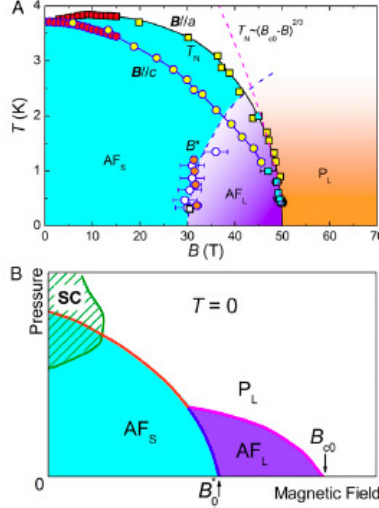 A
B//a
T_N~(B_c0-B)^2/3
B//c
T_N
T (K)
4
3
2
1
0
B*
AF_S
AF_L
P_L
0 10 20 30 40 50 60 70
B (T)
B
Pressure
SC
T = 0
P_L
AF_S
AF_L
B_c0
0
B*_0
Magnetic Field